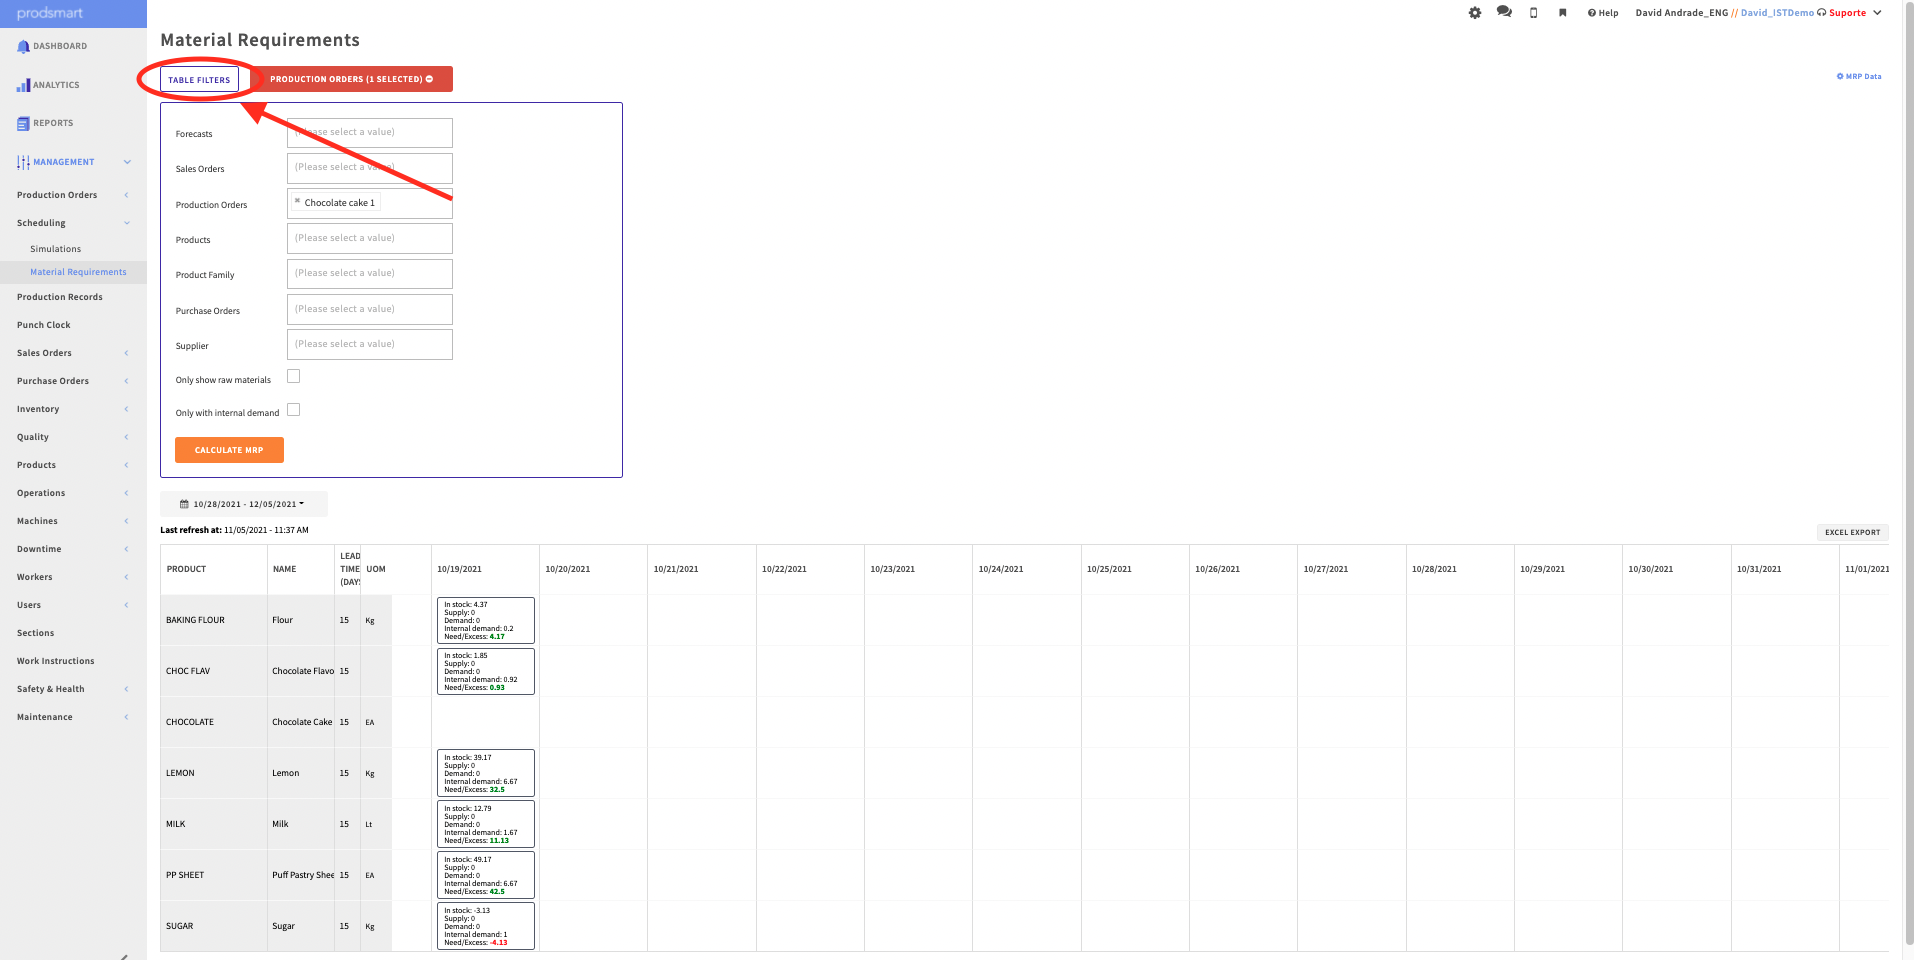 prodsmart
Help David Andrade_ENG // David_ISTDemo Suporte
DASHBOARD
ANALYTICS
REPORTS
MANAGEMENT
Production Orders
Scheduling
Simulations
Material Requirements
Production Records
Punch Clock
Sales Orders
Purchase Orders
Inventory
Quality
Products
Operations
Machines
Downtime
Workers
Users
Sections
Work Instructions
Safety & Health
Maintenance
Material Requirements
TABLE FILTERS PRODUCTION ORDERS (1 SELECTED)
MRP Data
Forecasts (Please select a value)
Sales Orders (Please select a value)
Production Orders Chocolate cake 1
Products (Please select a value)
Product Family (Please select a value)
Purchase Orders (Please select a value)
Supplier (Please select a value)
Only show raw materials
Only with internal demand
CALCULATE MRP
10/28/2021 - 12/05/2021
Last refresh at: 11/05/2021 - 11:37 AM
EXCEL EXPORT
PRODUCT NAME LEAD TIME (DAYS UOM 10/19/2021 10/20/2021 10/21/2021 10/22/2021 10/23/2021 10/24/2021 10/25/2021 10/26/2021 10/27/2021 10/28/2021 10/29/2021 10/30/2021 10/31/2021 11/01/2021
BAKING FLOUR Flour 15 Kg
In stock: 4.37
Supply: 0
Demand: 0
Internal demand: 0.2
Need/Excess: 4.17
CHOC FLAV Chocolate Flavo 15
In stock: 1.85
Supply: 0
Demand: 0
Internal demand: 0.92
Need/Excess: 0.93
CHOCOLATE Chocolate Cake 15 EA
LEMON Lemon 15 Kg
In stock: 39.17
Supply: 0
Demand: 0
Internal demand: 6.67
Need/Excess: 32.5
MILK Milk 15 Lt
In stock: 12.79
Supply: 0
Demand: 0
Internal demand: 1.67
Need/Excess: 11.13
PP SHEET Puff Pastry Shee 15 EA
In stock: 49.17
Supply: 0
Demand: 0
Internal demand: 6.67
Need/Excess: 42.5
SUGAR Sugar 15 Kg
In stock: -3.13
Supply: 0
Demand: 0
Internal demand: 1
Need/Excess: -4.13